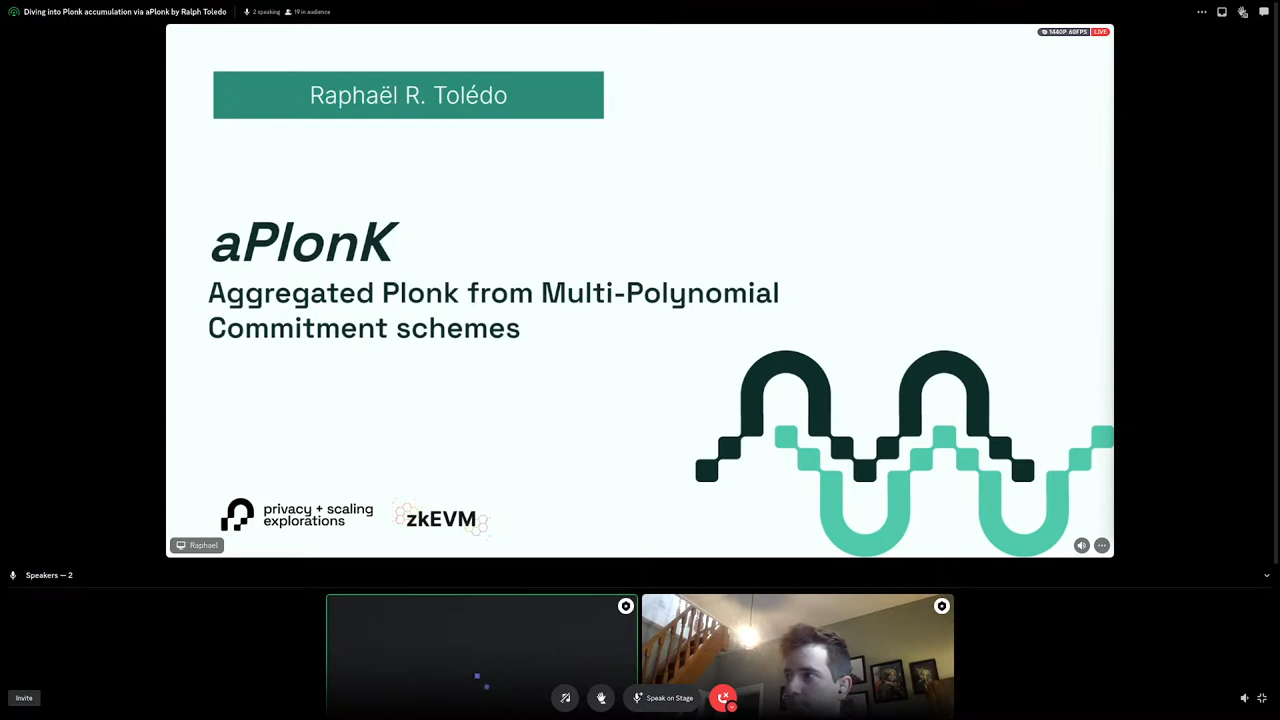 Diving into Plonk accumulation via aPlonk by Ralph Toledo
2 speaking
19 in audience
1440P 60FPS
LIVE
Raphaël R. Tolédo
aPlonK
Aggregated Plonk from Multi-Polynomial
Commitment schemes
privacy + scaling
explorations
zkEVM
Raphael
Speakers — 2
Invite
Speak on Stage